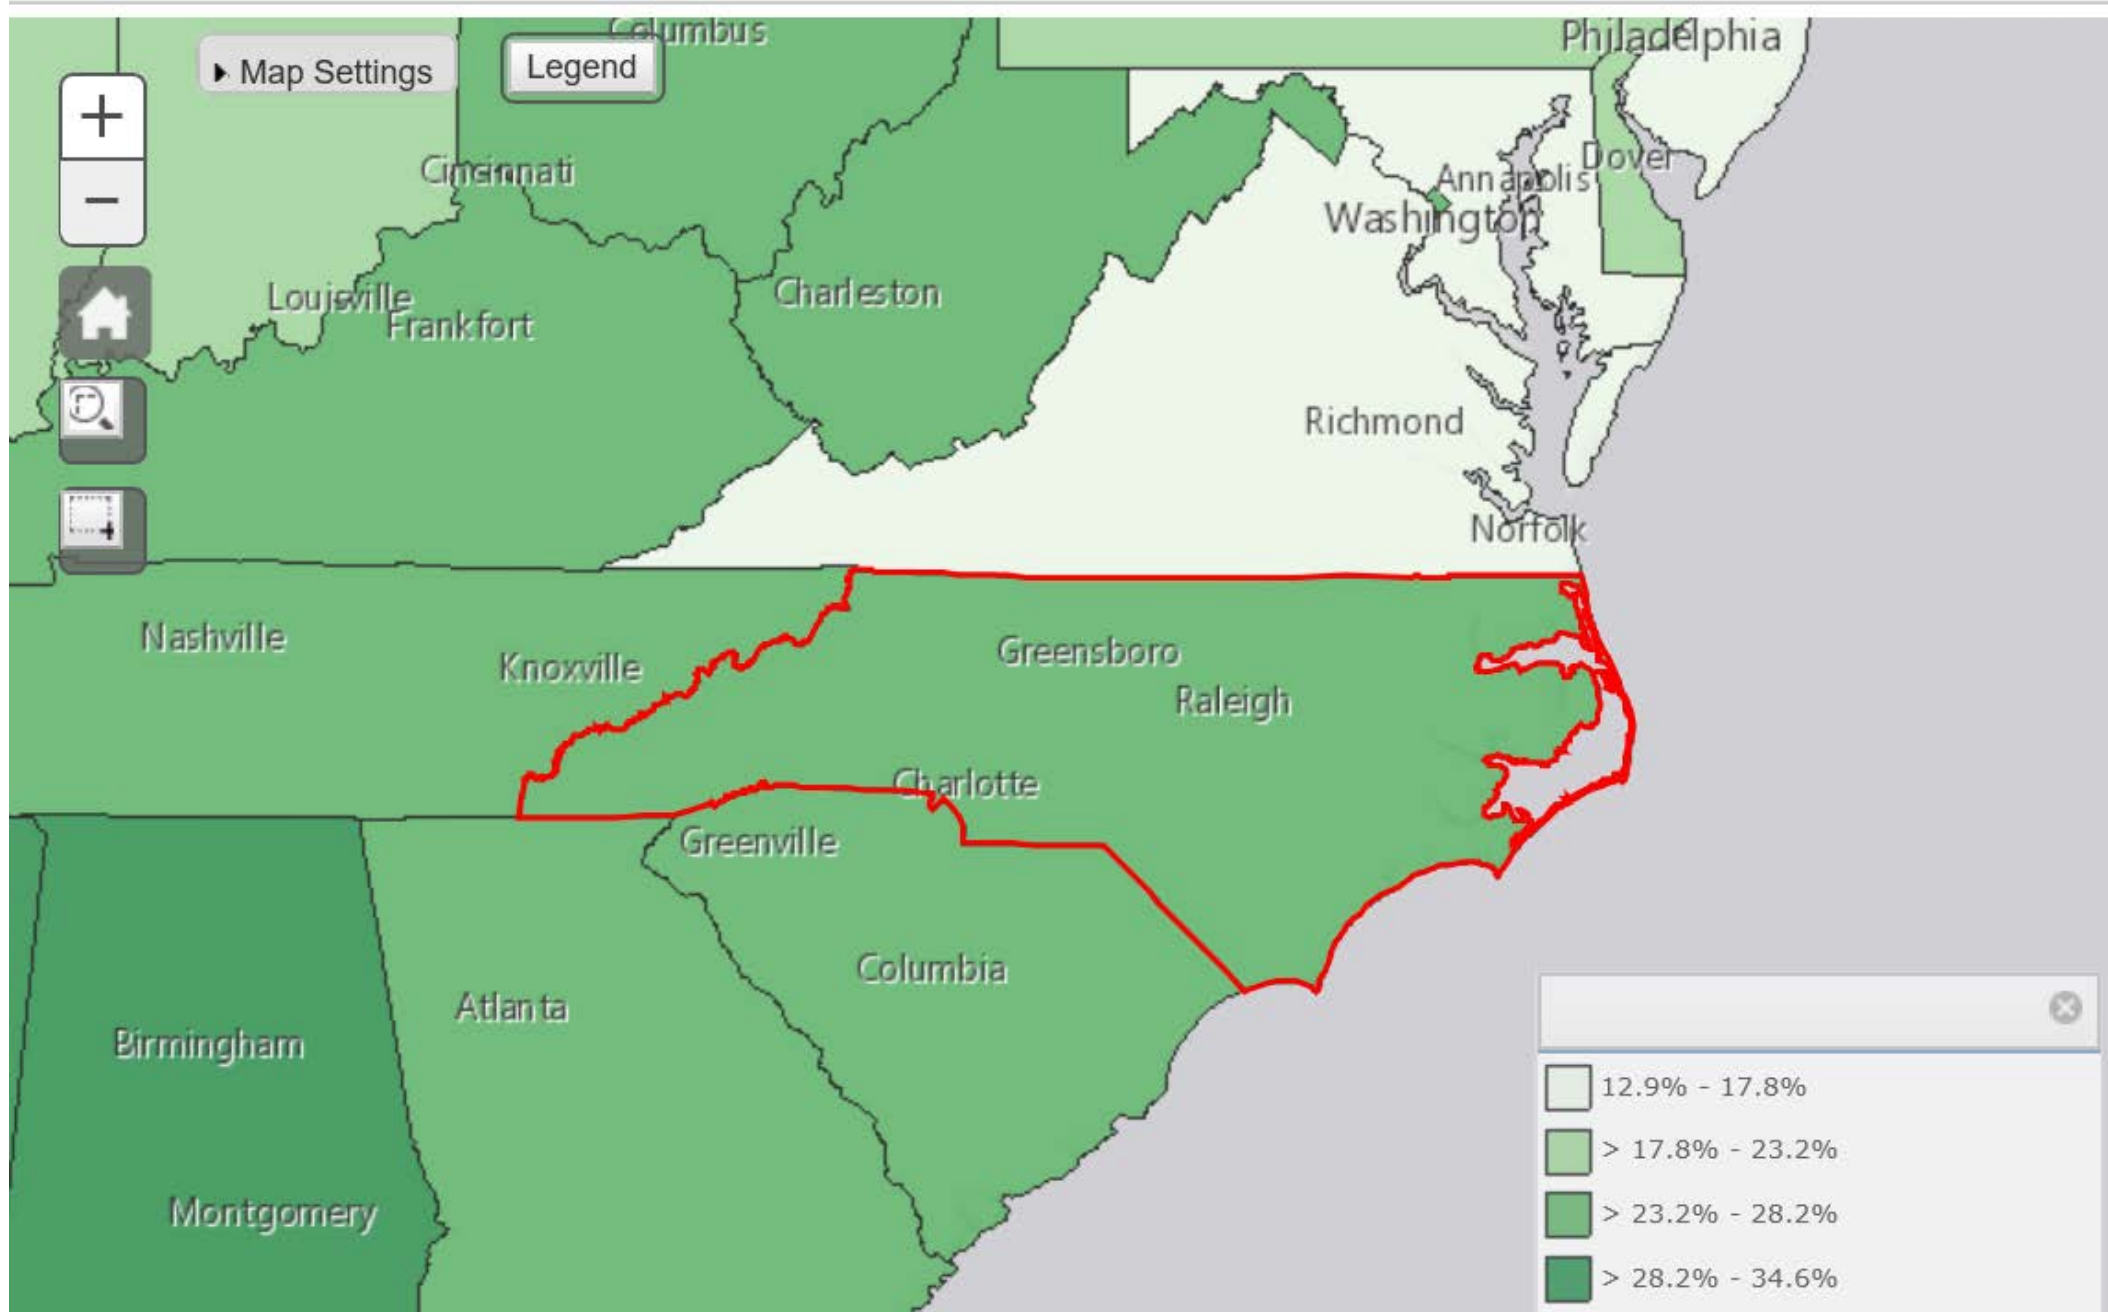 Columbus
Philadelphia
Map Settings
Legend
+
−
Cincinnati
Dover
Annapolis
Washington
Louisville
Charleston
Frankfort
Richmond
Norfolk
Nashville
Knoxville
Greensboro
Raleigh
Charlotte
Greenville
Columbia
Atlanta
Birmingham
Montgomery
12.9% - 17.8%
> 17.8% - 23.2%
> 23.2% - 28.2%
> 28.2% - 34.6%